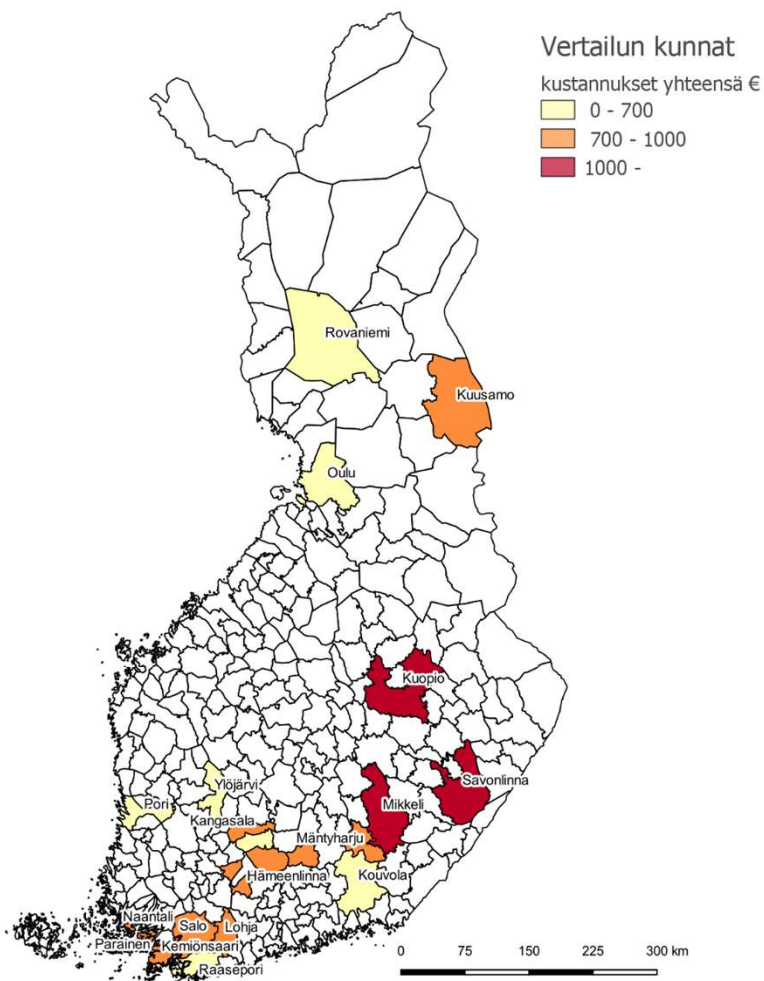 Vertailun kunnat
kustannukset yhteensä €
0 - 700
700 - 1000
1000 -
Rovaniemi
Kuusamo
Oulu
Kuopio
Savonlinna
Ylöjärvi
Pori
Mikkeli
Kangasala
Mäntyharju
Hämeenlinna
Kouvola
Naantali
Salo
Lohja
Parainen
Kemiönsaari
Raasepori
0 75 150 225 300 km